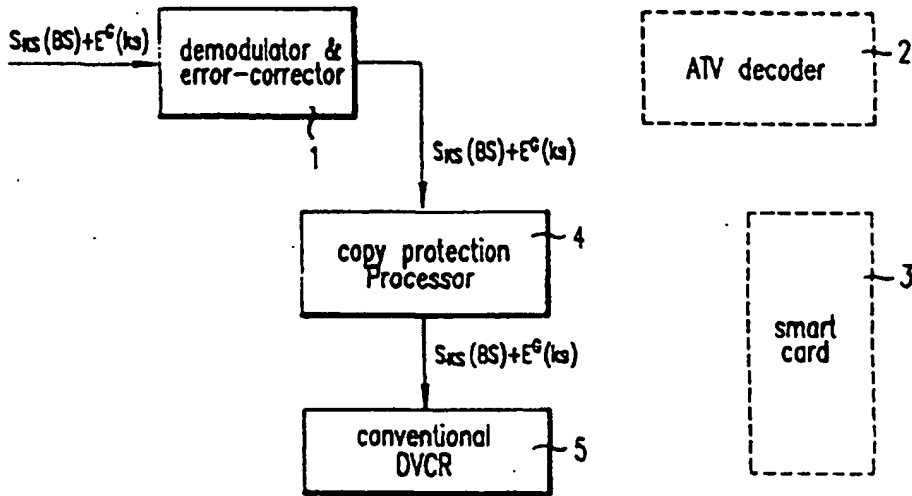 S_KS(BS)+E^G(ks)
demodulator &
error-corrector
1
ATV decoder
2
S_KS(BS)+E^G(ks)
copy protection
Processor
4
smart
card
3
S_KS(BS)+E^G(ks)
conventional
DVCR
5